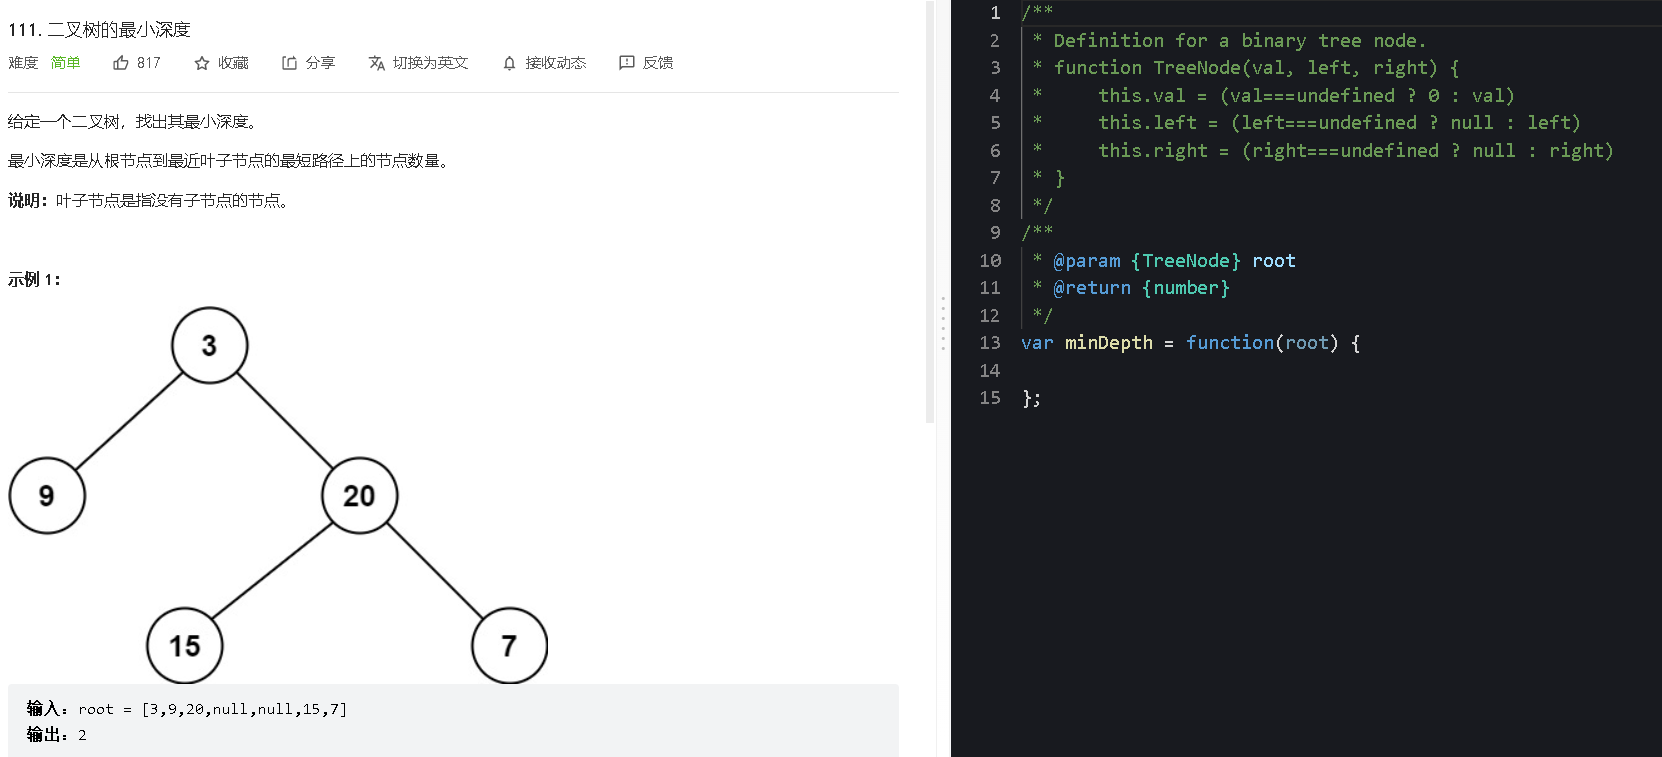 111. 二叉树的最小深度
难度 简单 817 收藏 分享 切换为英文 接收动态 反馈
给定一个二叉树，找出其最小深度。
最小深度是从根节点到最近叶子节点的最短路径上的节点数量。
说明：叶子节点是指没有子节点的节点。
示例 1：
3
9
20
15
7
输入：root = [3,9,20,null,null,15,7]
输出：2
1 /**
2  * Definition for a binary tree node.
3  * function TreeNode(val, left, right) {
4  *     this.val = (val===undefined ? 0 : val)
5  *     this.left = (left===undefined ? null : left)
6  *     this.right = (right===undefined ? null : right)
7  * }
8  */
9 /**
10  * @param {TreeNode} root
11  * @return {number}
12  */
13 var minDepth = function(root) {
14
15 };